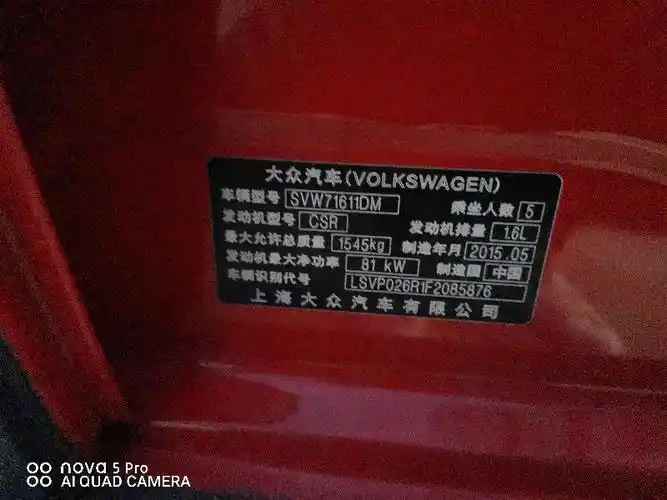 大众汽车(VOLKSWAGEN)
车辆型号 SVW71611DM 乘坐人数 5
发动机型号 CSR 发动机排量 1.6L
最大允许总质量 1545kg 制造年月 2015.05
发动机最大净功率 81 kW 制造国 中国
车辆识别代号 LSVP026R1F2085876
上海大众汽车有限公司
nova 5 Pro
AI QUAD CAMERA